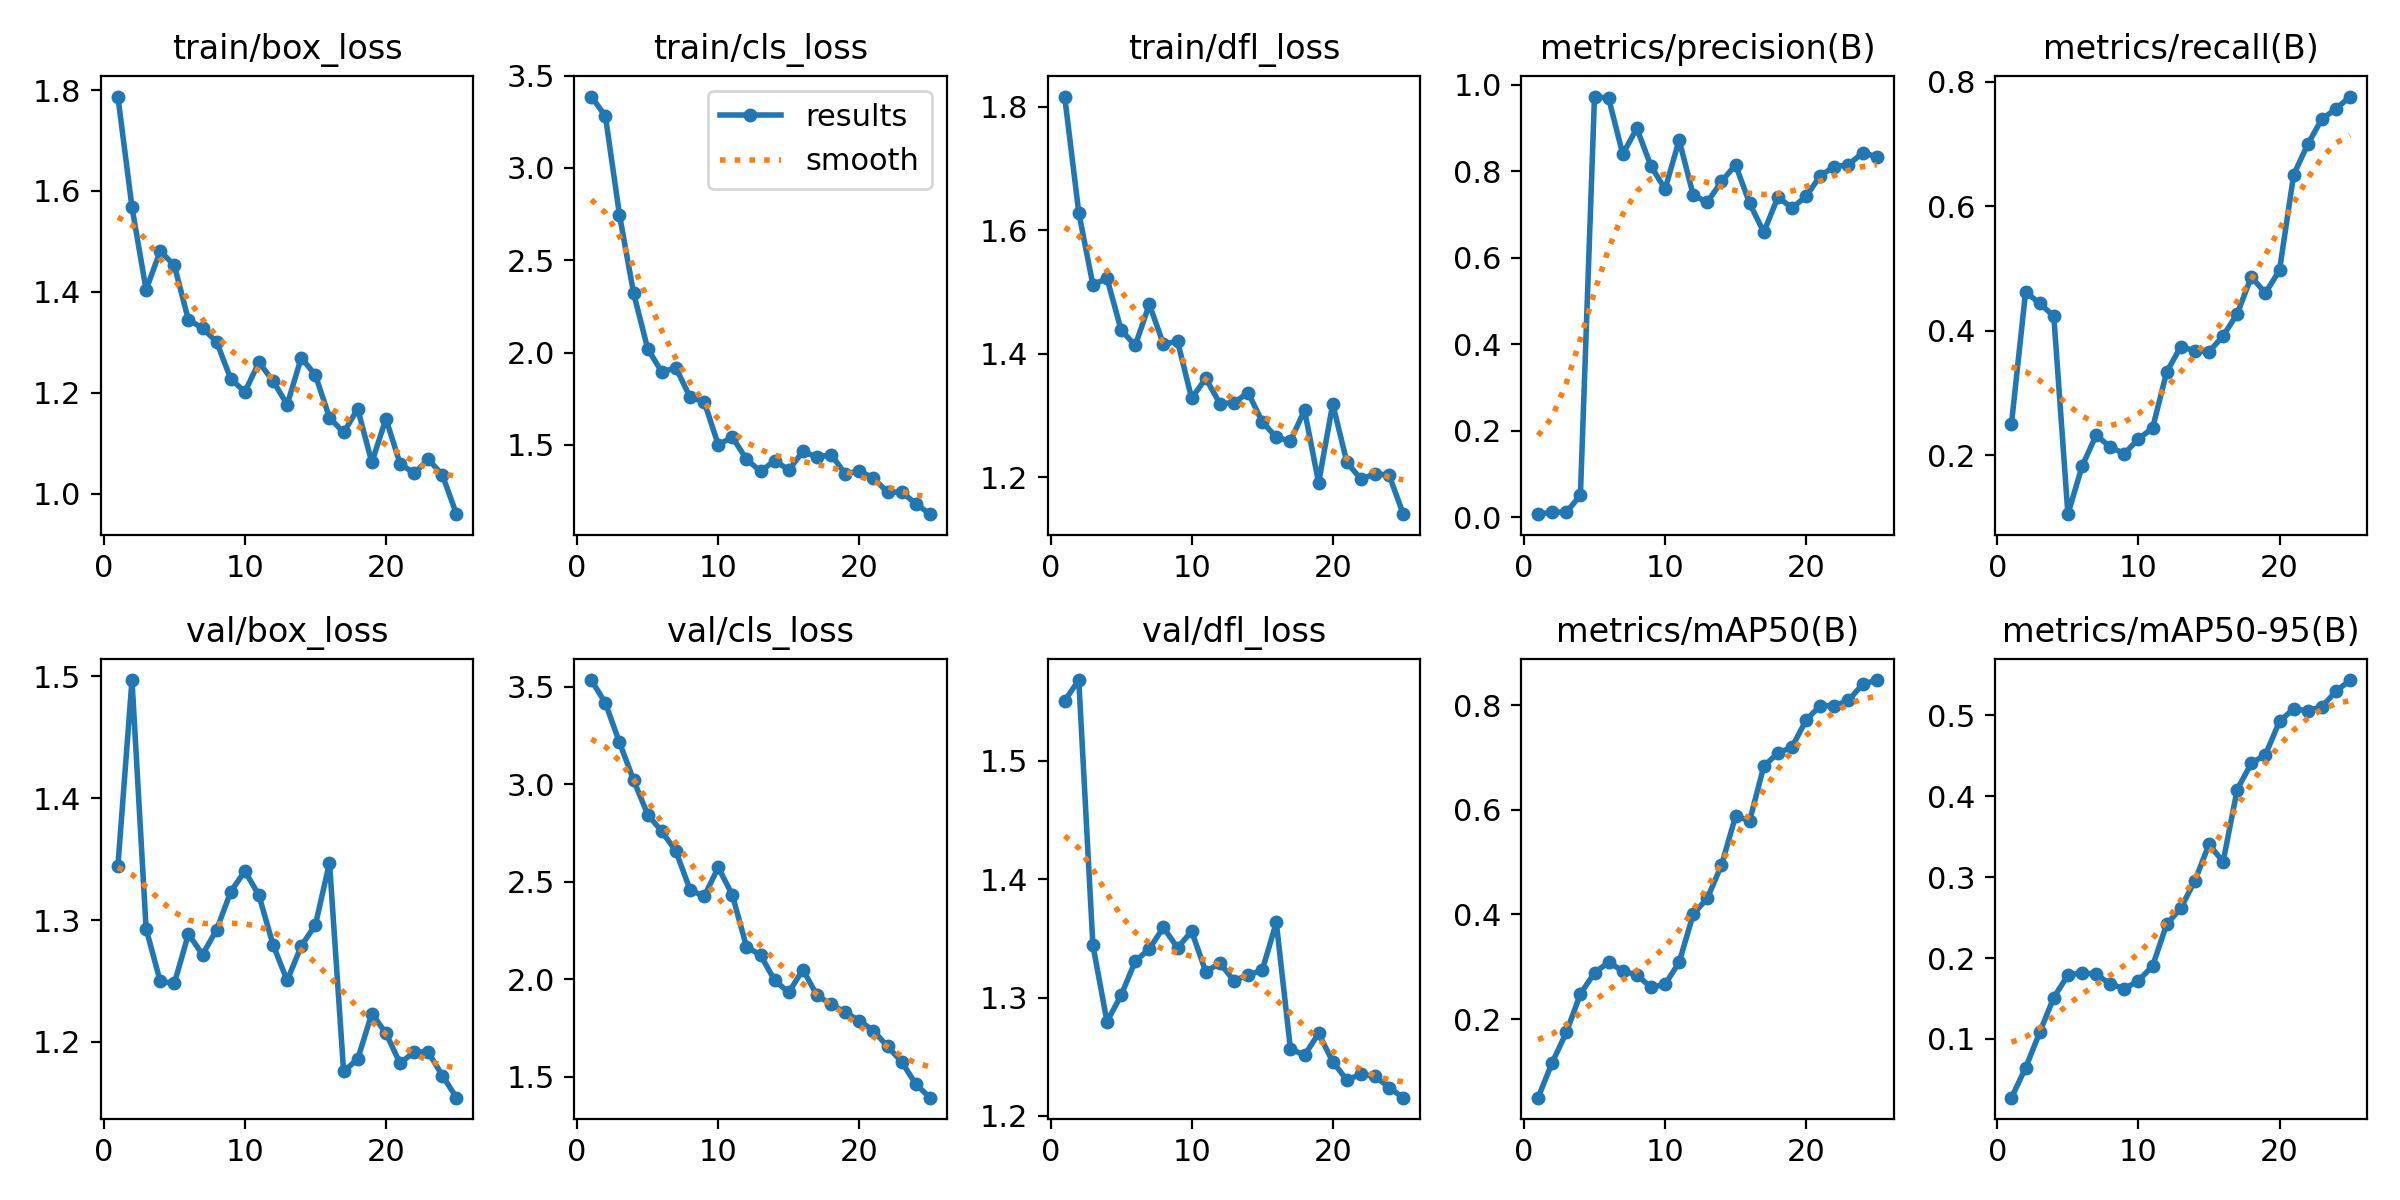 train/box_loss
1.8
1.6
1.4
1.2
1.0
0 10 20
train/cls_loss
3.5
3.0
2.5
2.0
1.5
0 10 20
results
smooth
train/dfl_loss
1.8
1.6
1.4
1.2
0 10 20
metrics/precision(B)
1.0
0.8
0.6
0.4
0.2
0.0
0 10 20
metrics/recall(B)
0.8
0.6
0.4
0.2
0 10 20
val/box_loss
1.5
1.4
1.3
1.2
0 10 20
val/cls_loss
3.5
3.0
2.5
2.0
1.5
0 10 20
val/dfl_loss
1.5
1.4
1.3
1.2
0 10 20
metrics/mAP50(B)
0.8
0.6
0.4
0.2
0 10 20
metrics/mAP50-95(B)
0.5
0.4
0.3
0.2
0.1
0 10 20